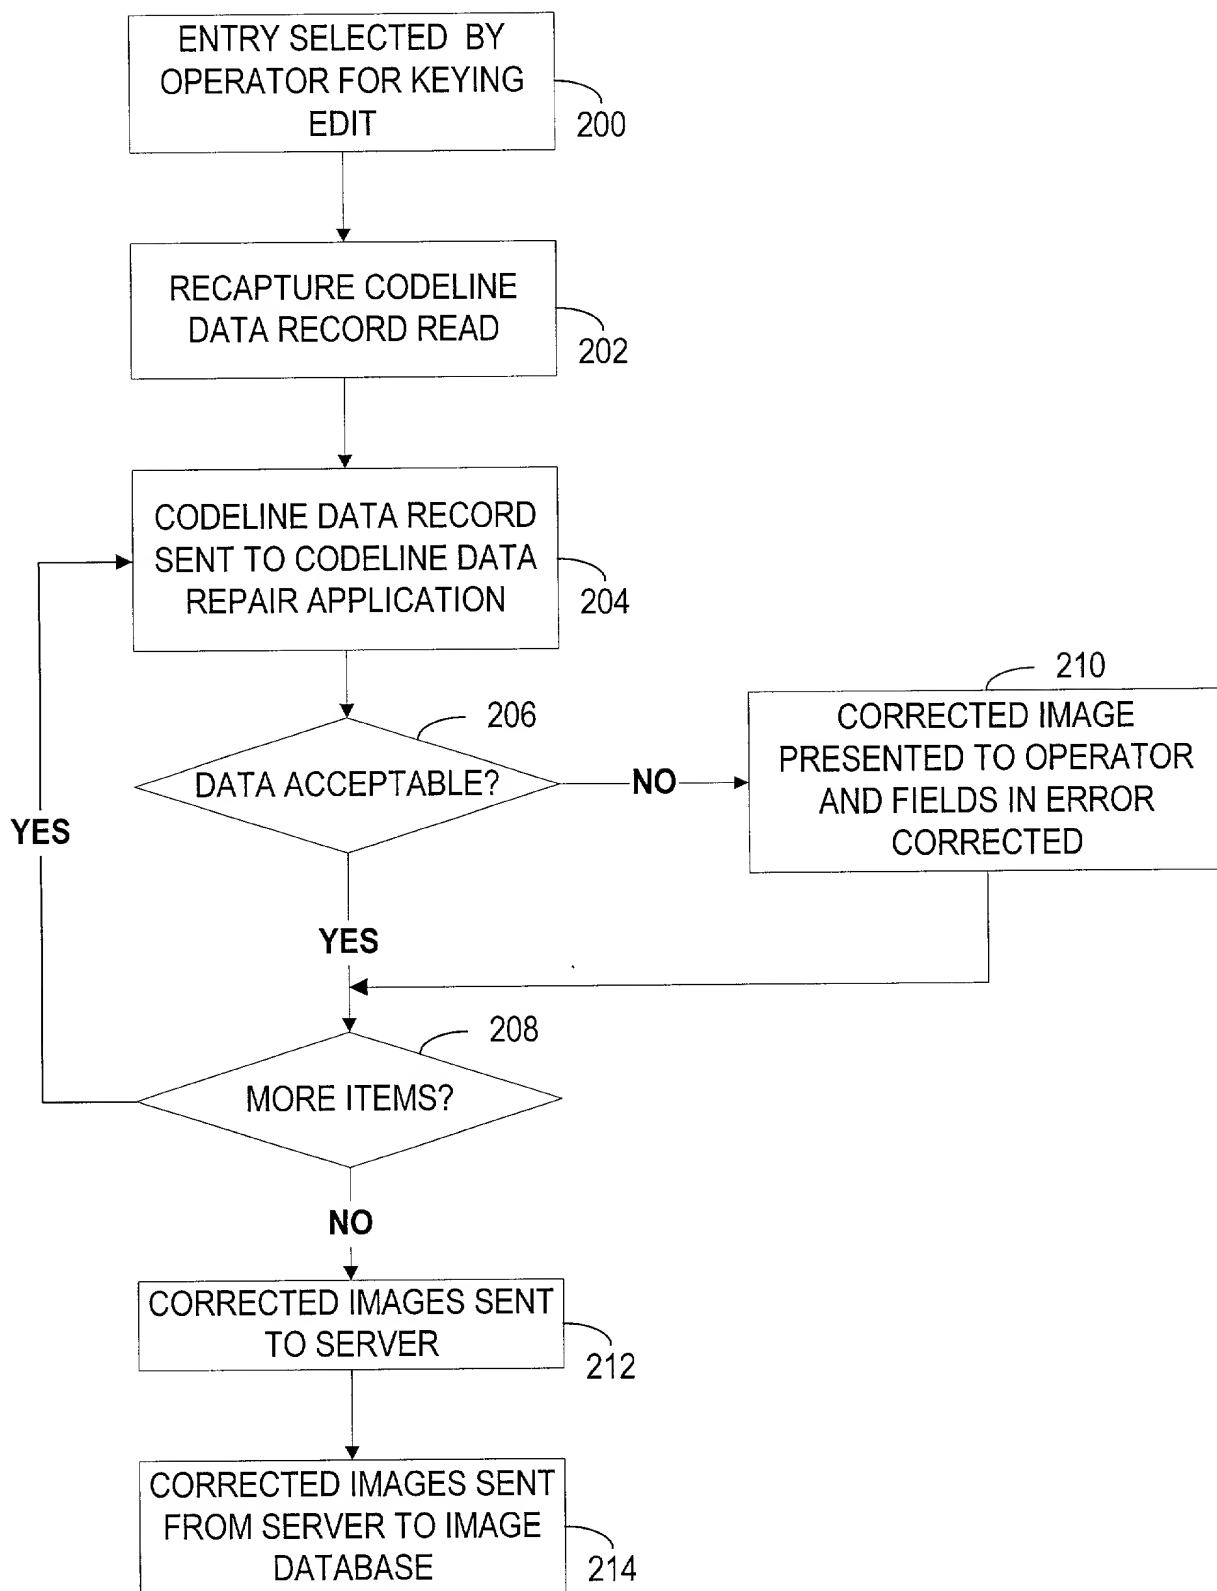 ENTRY SELECTED BY
OPERATOR FOR KEYING
EDIT
200
RECAPTURE CODELINE
DATA RECORD READ
202
CODELINE DATA RECORD
SENT TO CODELINE DATA
REPAIR APPLICATION
204
206
DATA ACCEPTABLE?
NO
210
CORRECTED IMAGE
PRESENTED TO OPERATOR
AND FIELDS IN ERROR
CORRECTED
YES
YES
208
MORE ITEMS?
NO
CORRECTED IMAGES SENT
TO SERVER
212
CORRECTED IMAGES SENT
FROM SERVER TO IMAGE
DATABASE
214